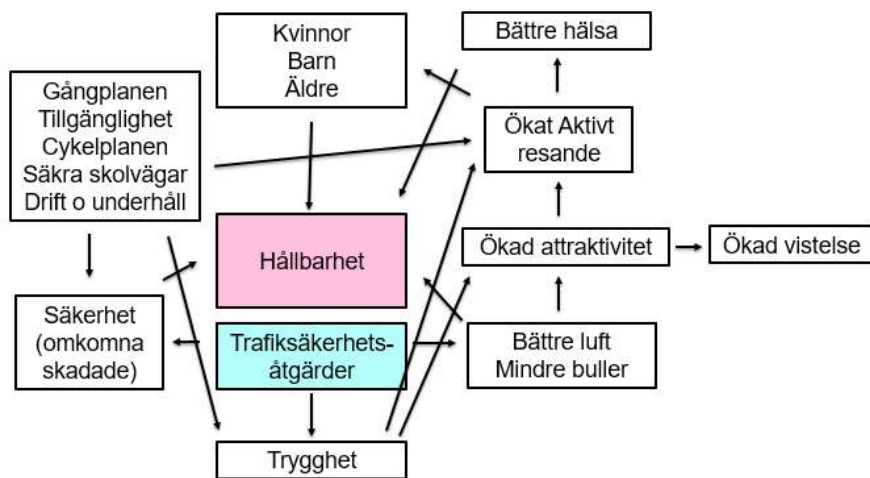 Kvinnor
Barn
Äldre
Bättre hälsa
Gångplanen
Tillgänglighet
Cykelplanen
Säkra skolvägar
Drift o underhåll
Ökat Aktivt
resande
Hållbarhet
Ökad attraktivitet
Ökad vistelse
Säkerhet
(omkomna
skadade)
Trafiksäkerhets-
åtgärder
Bättre luft
Mindre buller
Trygghet